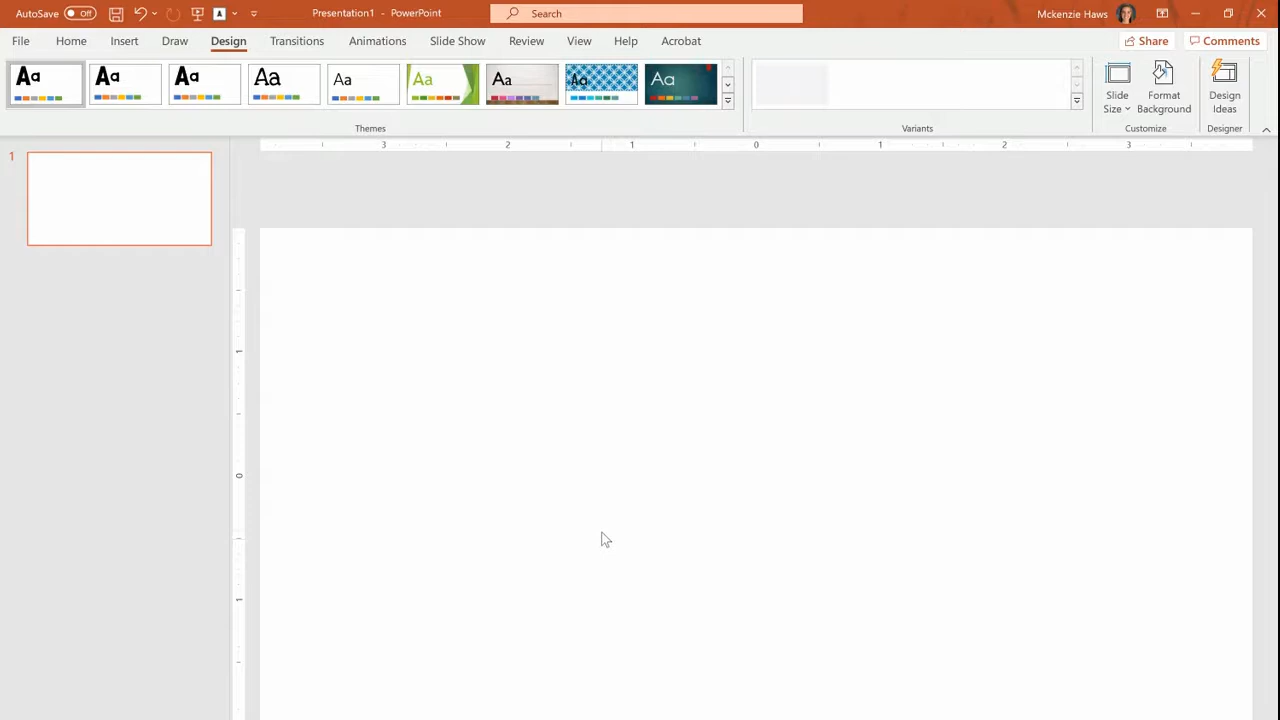 AutoSave Off A Presentation1 - PowerPoint Search Mckenzie Haws
File Home Insert Draw Design Transitions Animations Slide Show Review View Help Acrobat Share Comments
Aa Aa Aa Aa Aa Aa Aa Aa Aa
Slide Size Format Background Design Ideas
Themes Variants Customize Designer
3 2 1 0 1 2 3
1
1
0
1